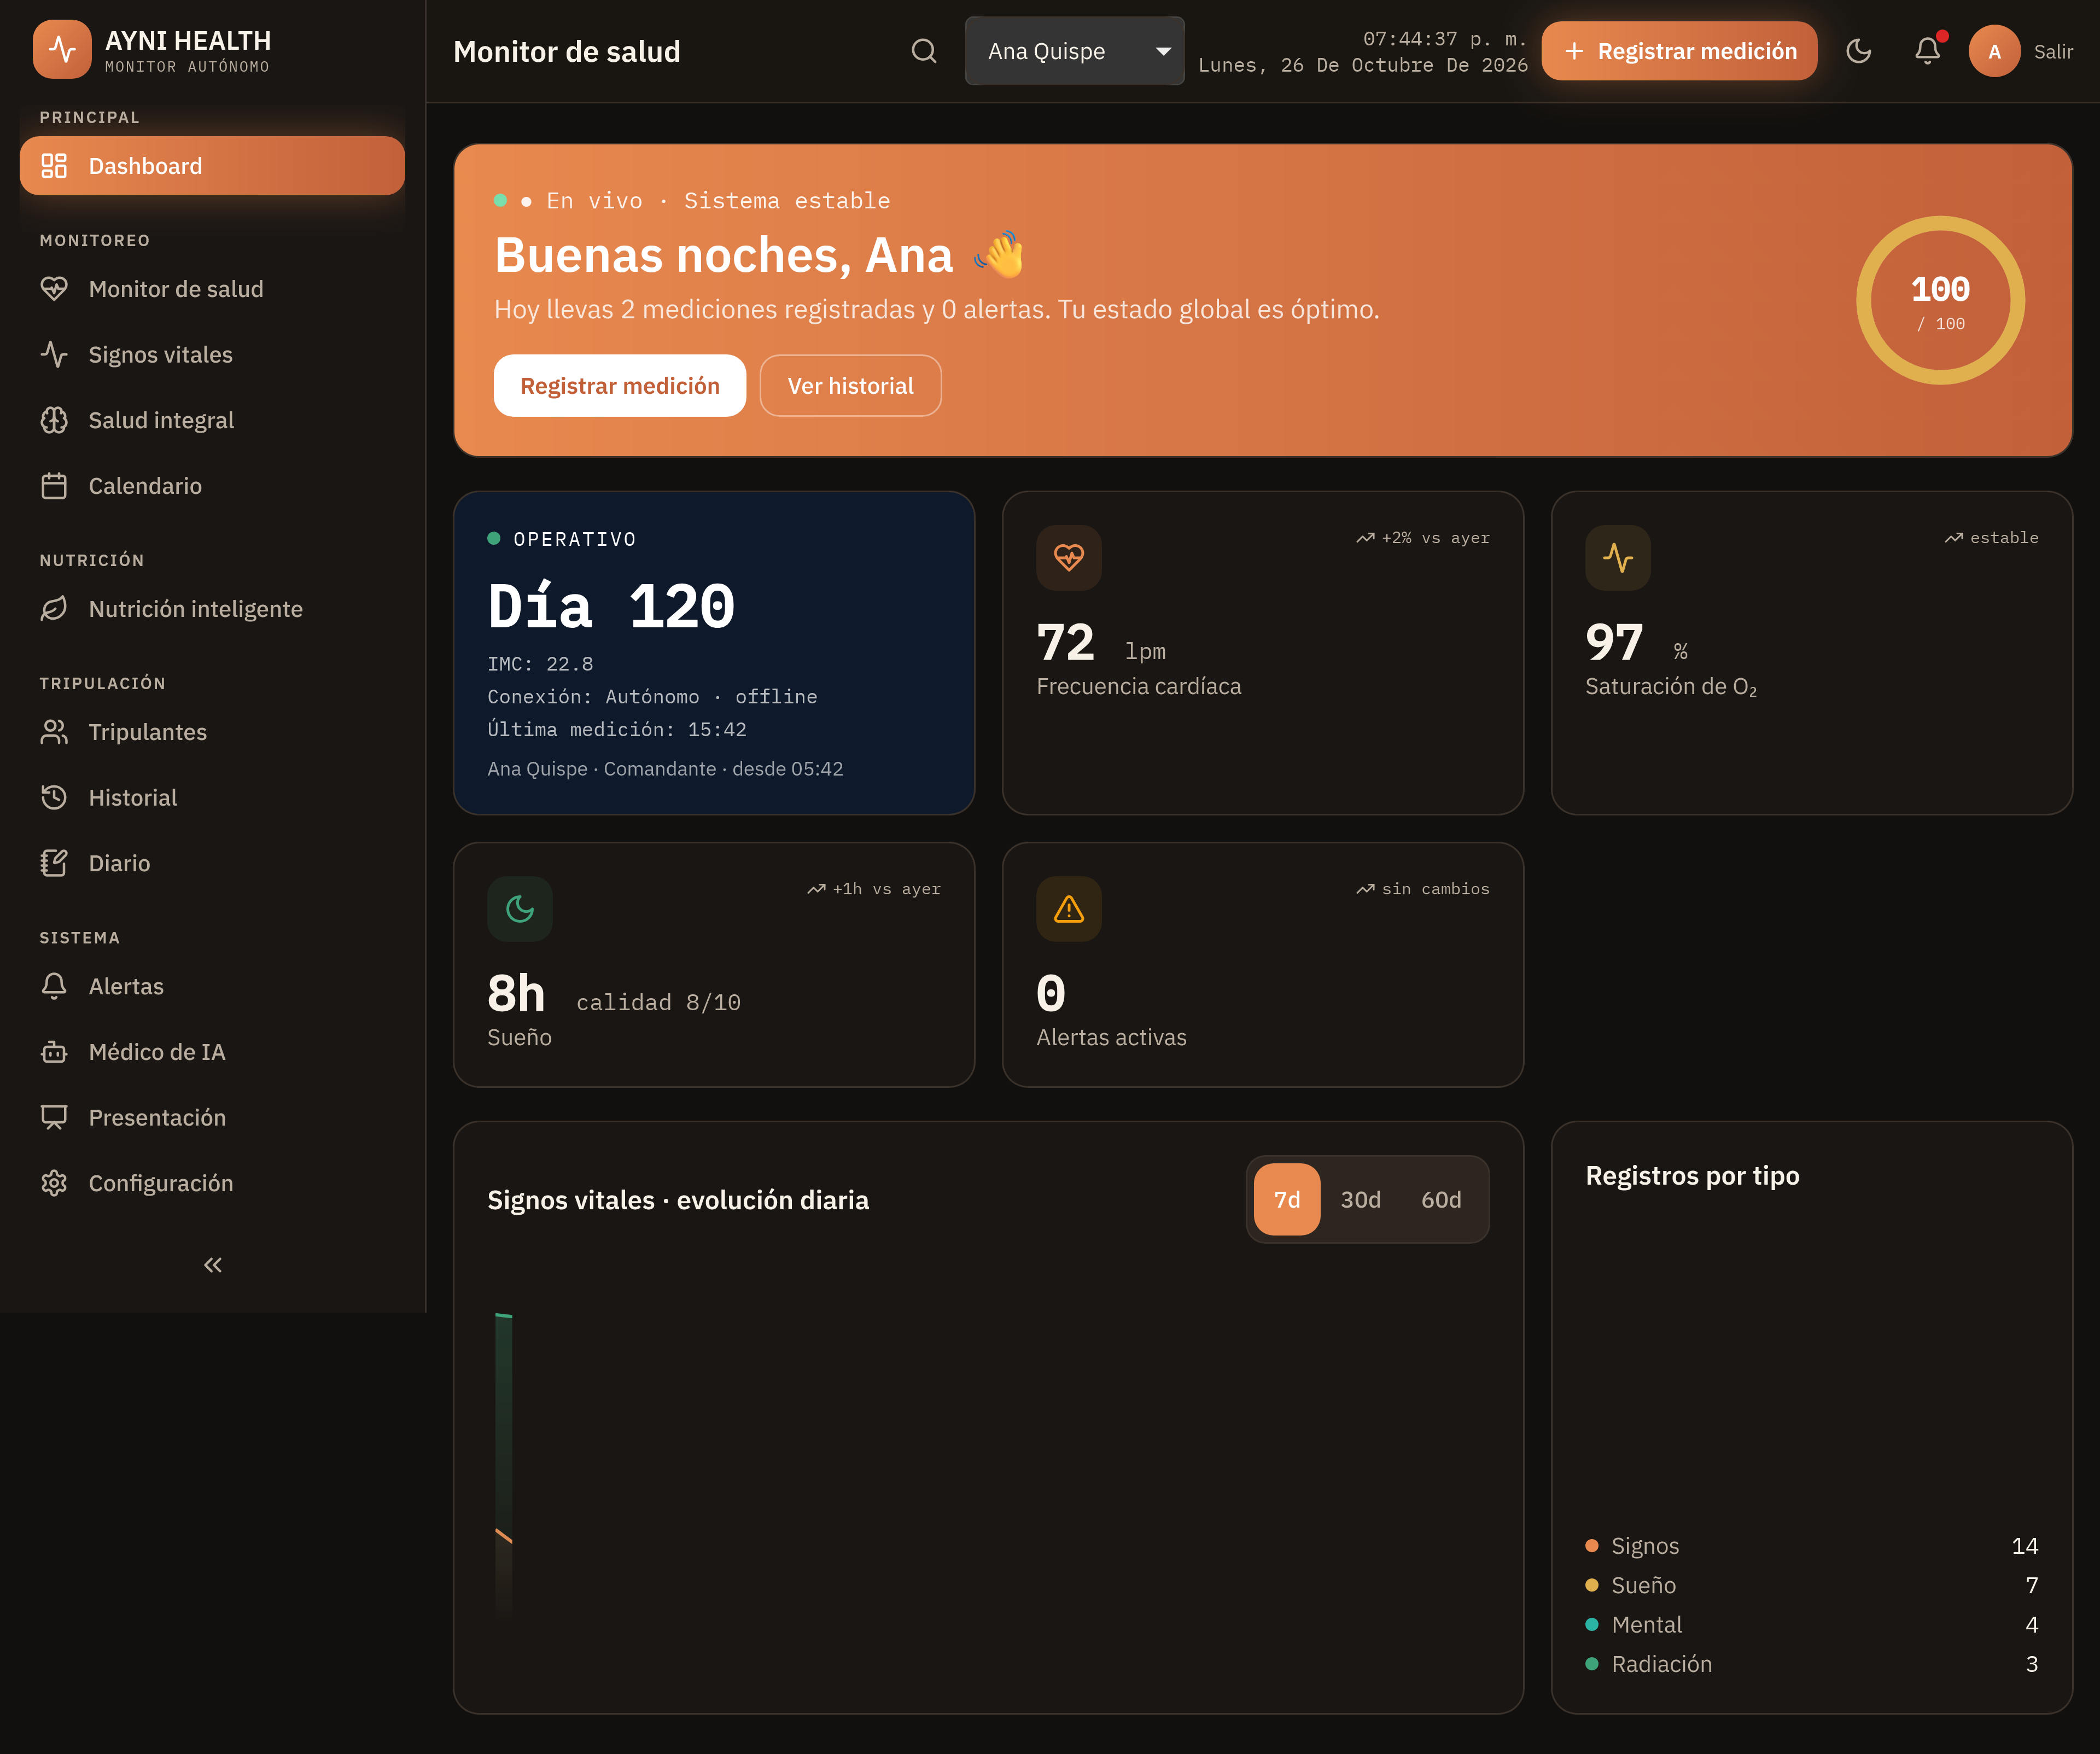 AYNI HEALTH
MONITOR AUTÓNOMO
PRINCIPAL
Dashboard
MONITOREO
Monitor de salud
Signos vitales
Salud integral
Calendario
NUTRICIÓN
Nutrición inteligente
TRIPULACIÓN
Tripulantes
Historial
Diario
SISTEMA
Alertas
Médico de IA
Presentación
Configuración
Monitor de salud
Ana Quispe
07:44:37 p. m.
Lunes, 26 De Octubre De 2026
Registrar medición
A
Salir
En vivo · Sistema estable
Buenas noches, Ana 👋
Hoy llevas 2 mediciones registradas y 0 alertas. Tu estado global es óptimo.
Registrar medición
Ver historial
100
/ 100
OPERATIVO
Día 120
IMC: 22.8
Conexión: Autónomo · offline
Última medición: 15:42
Ana Quispe · Comandante · desde 05:42
+2% vs ayer
72 lpm
Frecuencia cardíaca
estable
97 %
Saturación de O₂
+1h vs ayer
8h calidad 8/10
Sueño
sin cambios
0
Alertas activas
Signos vitales · evolución diaria
7d 30d 60d
Registros por tipo
Signos 14
Sueño 7
Mental 4
Radiación 3